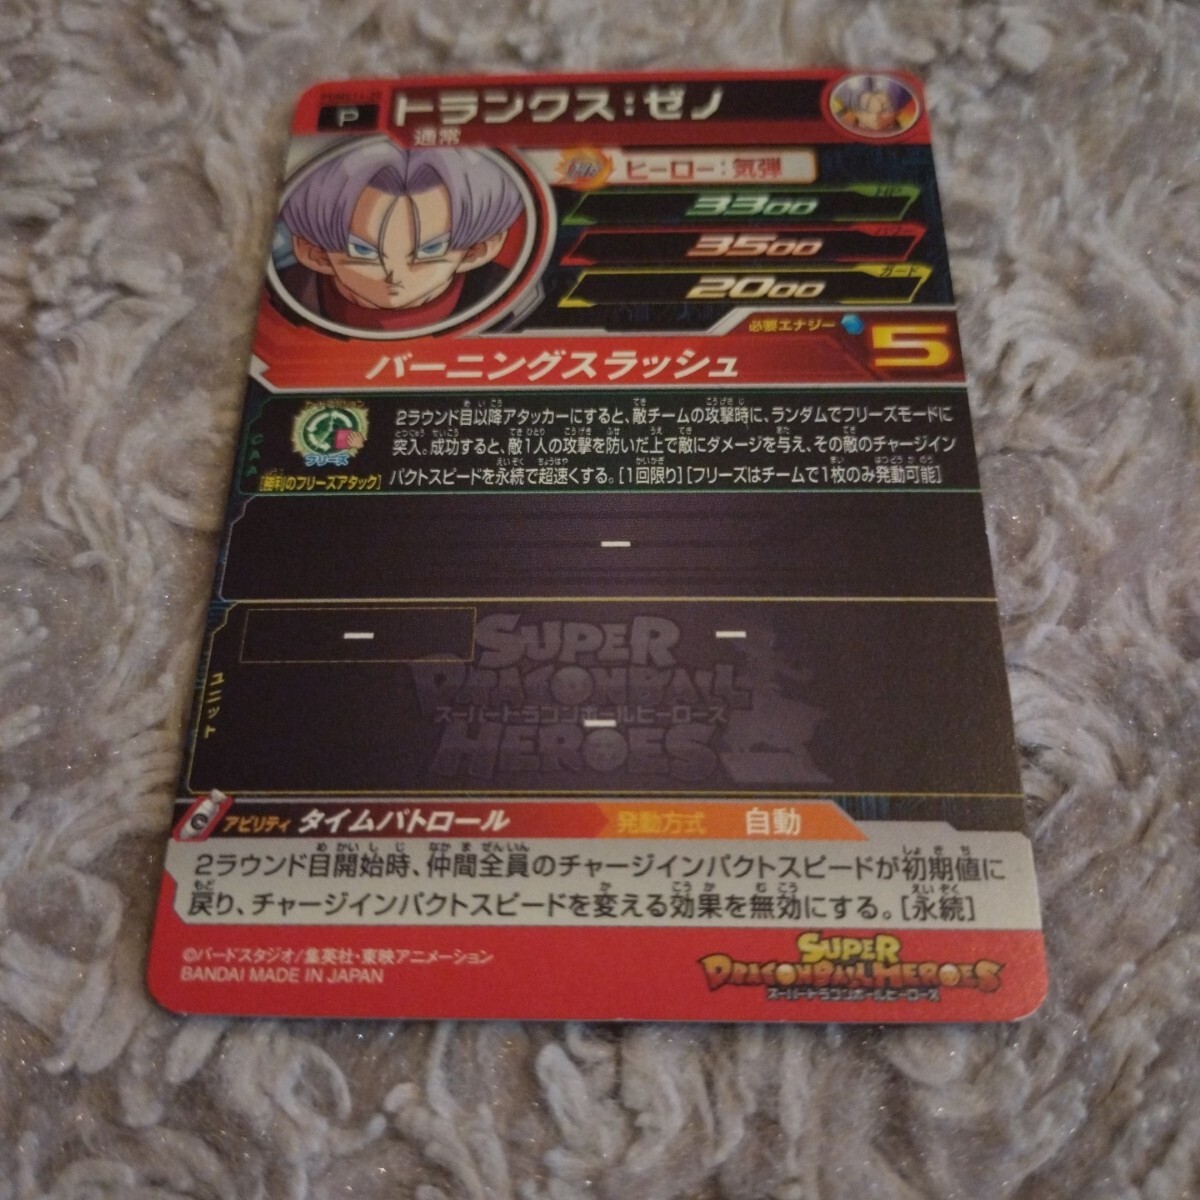 P
トランクス：ゼノ
通常
ヒーロー：気弾
HP
3300
パワー
3500
ガード
2000
必要エナジー
5
バーニングスラッシュ
CAA
フリーズ
[勝利のフリーズアタック]
2ラウンド目以降アタッカーにすると、敵チームの攻撃時に、ランダムでフリーズモードに
突入。成功すると、敵1人の攻撃を防いだ上で敵にダメージを与え、その敵のチャージイン
パクトスピードを永続で超速くする。[1回限り][フリーズはチームで1枚のみ発動可能]
ー
ユニット
ー
ー
ー
SUPER
DRAGONBALL
スーパードラゴンボールヒーローズ
HEROES
アビリティ タイムパトロール 発動方式 自動
2ラウンド目開始時、仲間全員のチャージインパクトスピードが初期値に
戻り、チャージインパクトスピードを変える効果を無効にする。[永続]
©バードスタジオ/集英社・東映アニメーション
BANDAI MADE IN JAPAN
SUPER
DRAGONBALL HEROES
スーパードラゴンボールヒーローズ